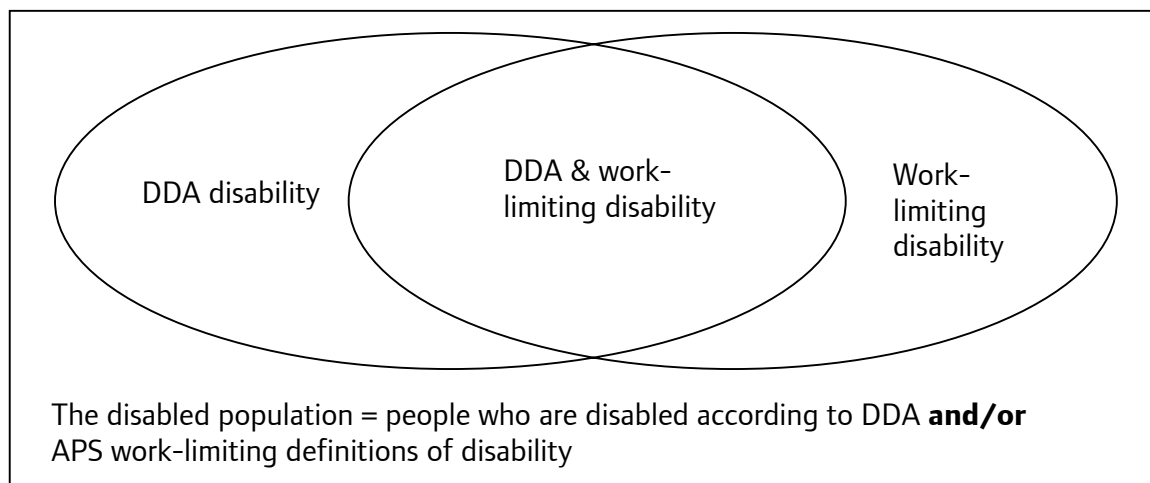 DDA disability
DDA & work-
limiting disability
Work-
limiting
disability
The disabled population = people who are disabled according to DDA and/or
APS work-limiting definitions of disability